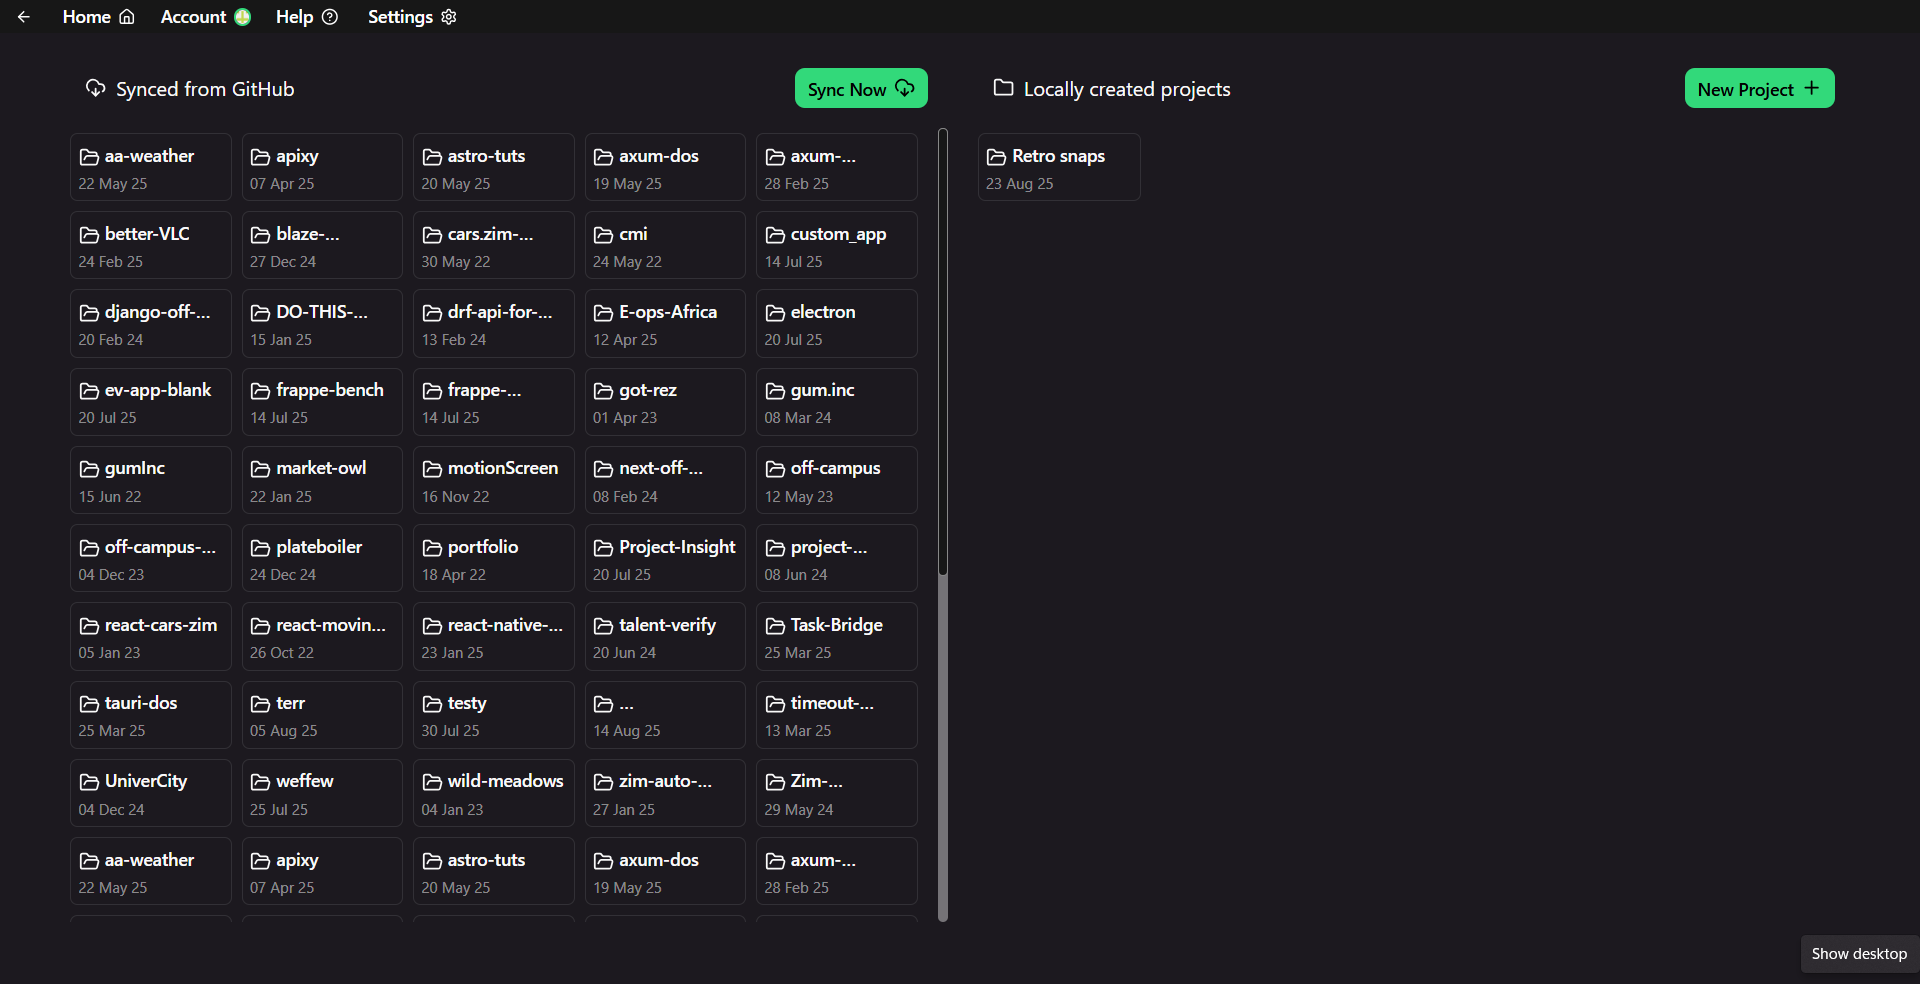 Home Account Help Settings
Synced from GitHub Sync Now
Locally created projects New Project
aa-weather apixy astro-tuts axum-dos axum-...
22 May 25 07 Apr 25 20 May 25 19 May 25 28 Feb 25
better-VLC blaze-... cars.zim-... cmi custom_app
24 Feb 25 27 Dec 24 30 May 22 24 May 22 14 Jul 25
django-off-... DO-THIS-... drf-api-for-... E-ops-Africa electron
20 Feb 24 15 Jan 25 13 Feb 24 12 Apr 25 20 Jul 25
ev-app-blank frappe-bench frappe-... got-rez gum.inc
20 Jul 25 14 Jul 25 14 Jul 25 01 Apr 23 08 Mar 24
gumInc market-owl motionScreen next-off-... off-campus
15 Jun 22 22 Jan 25 16 Nov 22 08 Feb 24 12 May 23
off-campus-... plateboiler portfolio Project-Insight project-...
04 Dec 23 24 Dec 24 18 Apr 22 20 Jul 25 08 Jun 24
react-cars-zim react-movin... react-native-... talent-verify Task-Bridge
05 Jan 23 26 Oct 22 23 Jan 25 20 Jun 24 25 Mar 25
tauri-dos terr testy ... timeout-...
25 Mar 25 05 Aug 25 30 Jul 25 14 Aug 25 13 Mar 25
UniverCity weffew wild-meadows zim-auto-... Zim-...
04 Dec 24 25 Jul 25 04 Jan 23 27 Jan 25 29 May 24
aa-weather apixy astro-tuts axum-dos axum-...
22 May 25 07 Apr 25 20 May 25 19 May 25 28 Feb 25
Retro snaps
23 Aug 25
Show desktop